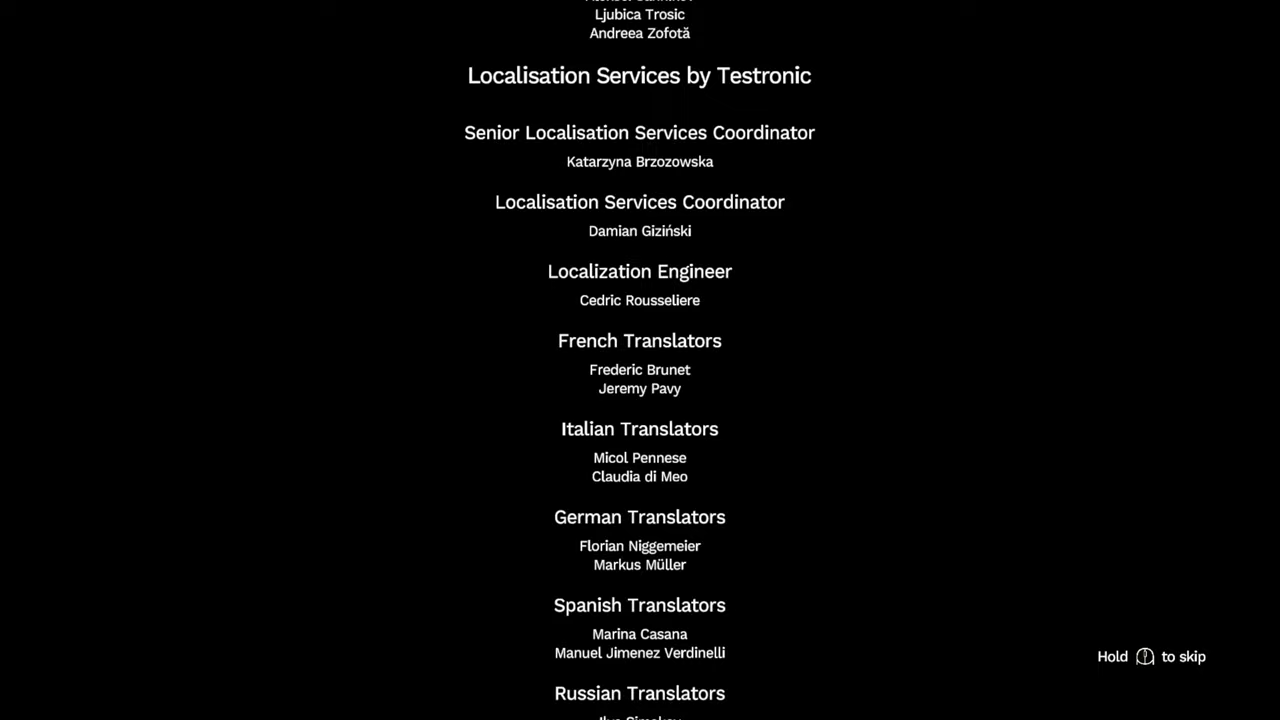 Ljubica Trosic
Andreea Zofotă
Localisation Services by Testronic
Senior Localisation Services Coordinator
Katarzyna Brzozowska
Localisation Services Coordinator
Damian Giziński
Localization Engineer
Cedric Rousseliere
French Translators
Frederic Brunet
Jeremy Pavy
Italian Translators
Micol Pennese
Claudia di Meo
German Translators
Florian Niggemeier
Markus Müller
Spanish Translators
Marina Casana
Manuel Jimenez Verdinelli
Hold to skip
Russian Translators